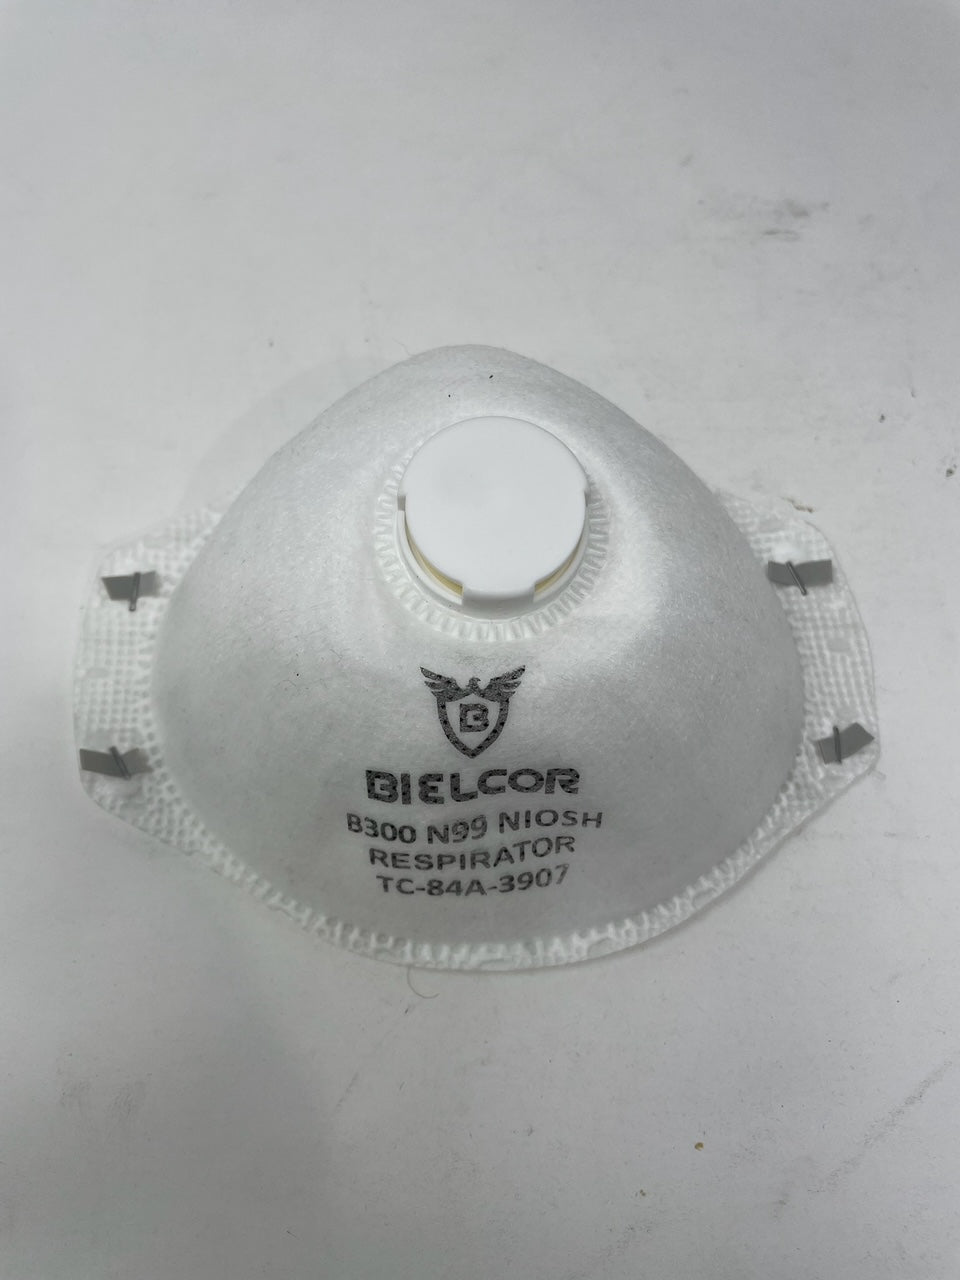 B
BIELCOR
B300 N99 NIOSH
RESPIRATOR
TC-84A-3907